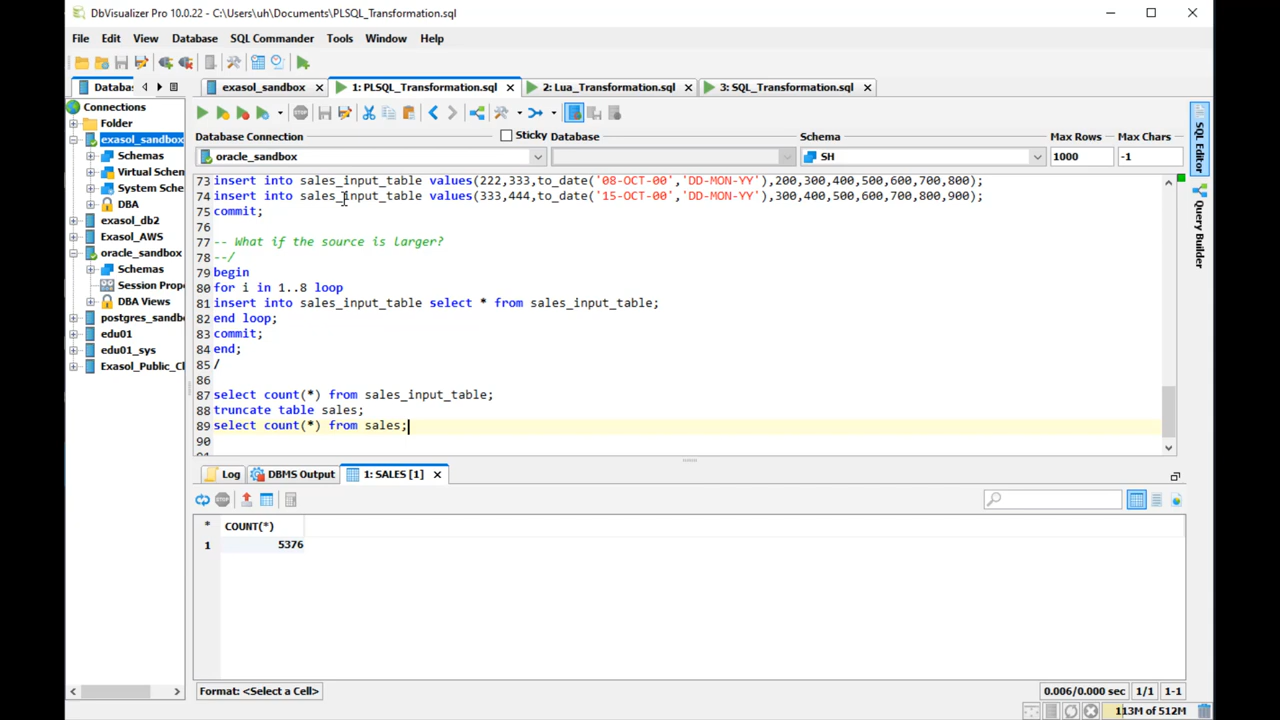 DbVisualizer Pro 10.0.22 - C:\Users\uh\Documents\PLSQL_Transformation.sql
File Edit View Database SQL Commander Tools Window Help
Databa
exasol_sandbox
1: PLSQL_Transformation.sql
2: Lua_Transformation.sql
3: SQL_Transformation.sql
Connections
Folder
exasol_sandbox
Schemas
Virtual Schem
System Sche
DBA
exasol_db2
Exasol_AWS
oracle_sandbox
Schemas
Session Prope
DBA Views
postgres_sandb
edu01
edu01_sys
Exasol_Public_Cl
Database Connection Sticky Database Schema Max Rows Max Chars
oracle_sandbox SH 1000 -1
73 insert into sales_input_table values(222,333,to_date('08-OCT-00','DD-MON-YY'),200,300,400,500,600,700,800);
74 insert into sales_input_table values(333,444,to_date('15-OCT-00','DD-MON-YY'),300,400,500,600,700,800,900);
75 commit;
76
77 -- What if the source is larger?
78 --/
79 begin
80 for i in 1..8 loop
81 insert into sales_input_table select * from sales_input_table;
82 end loop;
83 commit;
84 end;
85 /
86
87 select count(*) from sales_input_table;
88 truncate table sales;
89 select count(*) from sales;
90
SQL Editor
Query Builder
Log DBMS Output 1: SALES [1]
* COUNT(*)
1 5376
Format: <Select a Cell> 0.006/0.000 sec 1/1 1-1
113M of 512M